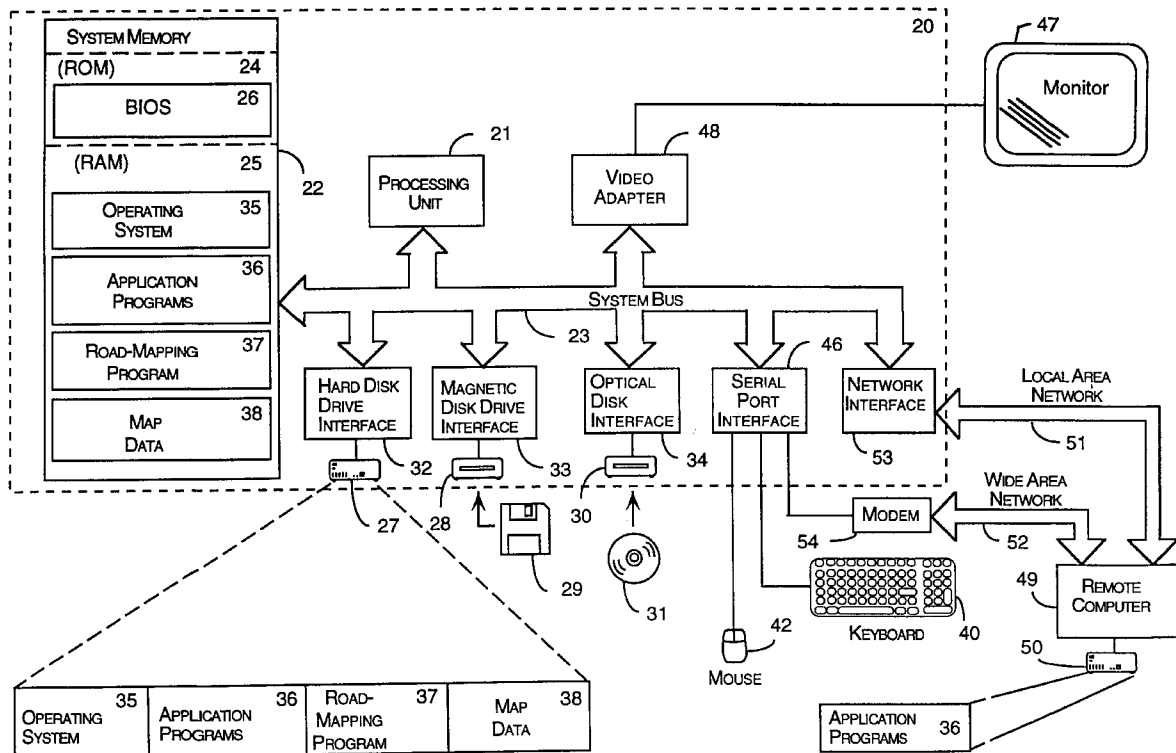 SYSTEM MEMORY
(ROM) 24
BIOS 26
(RAM) 25
22
OPERATING 35
SYSTEM
APPLICATION 36
PROGRAMS
ROAD-MAPPING 37
PROGRAM
MAP 38
DATA
20
47
Monitor
21
PROCESSING
UNIT
48
VIDEO
ADAPTER
SYSTEM BUS
23
HARD DISK
DRIVE
INTERFACE
32
27
MAGNETIC
DISK DRIVE
INTERFACE
33
28
29
OPTICAL
DISK
INTERFACE
34
30
31
46
SERIAL
PORT
INTERFACE
NETWORK
INTERFACE
53
LOCAL AREA
NETWORK
51
WIDE AREA
NETWORK
52
MODEM
54
40
KEYBOARD
42
MOUSE
49
REMOTE
COMPUTER
50
OPERATING 35
SYSTEM
APPLICATION 36
PROGRAMS
ROAD- 37
MAPPING
PROGRAM
MAP 38
DATA
APPLICATION 36
PROGRAMS